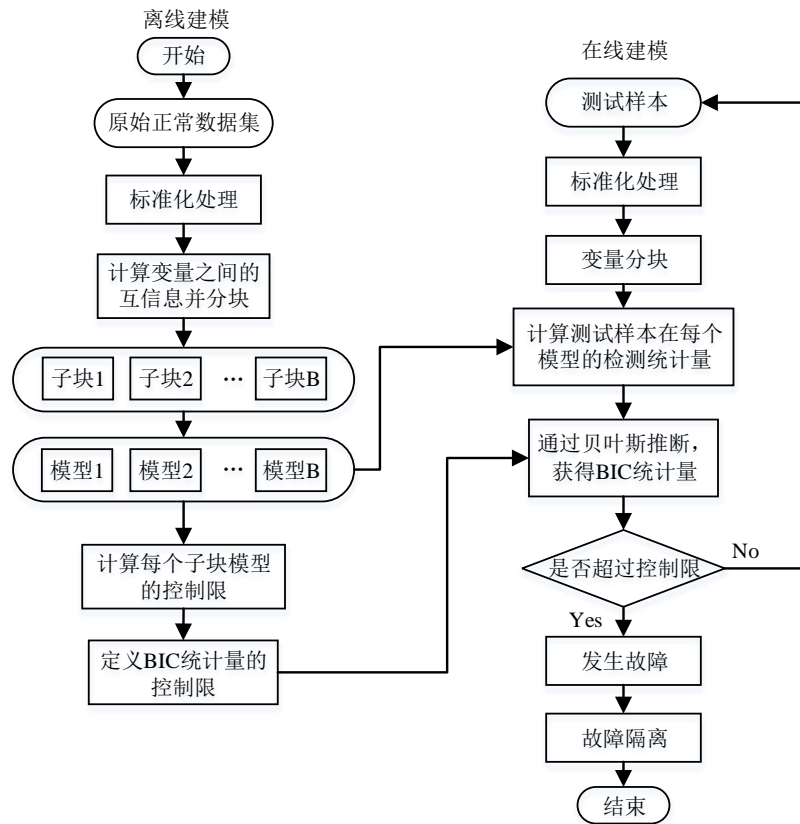 离线建模
开始
原始正常数据集
标准化处理
计算变量之间的
互信息并分块
子块1 子块2 … 子块B
模型1 模型2 … 模型B
计算每个子块模型
的控制限
定义BIC统计量的
控制限
在线建模
测试样本
标准化处理
变量分块
计算测试样本在每个
模型的检测统计量
通过贝叶斯推断，
获得BIC统计量
是否超过控制限
No
Yes
发生故障
故障隔离
结束